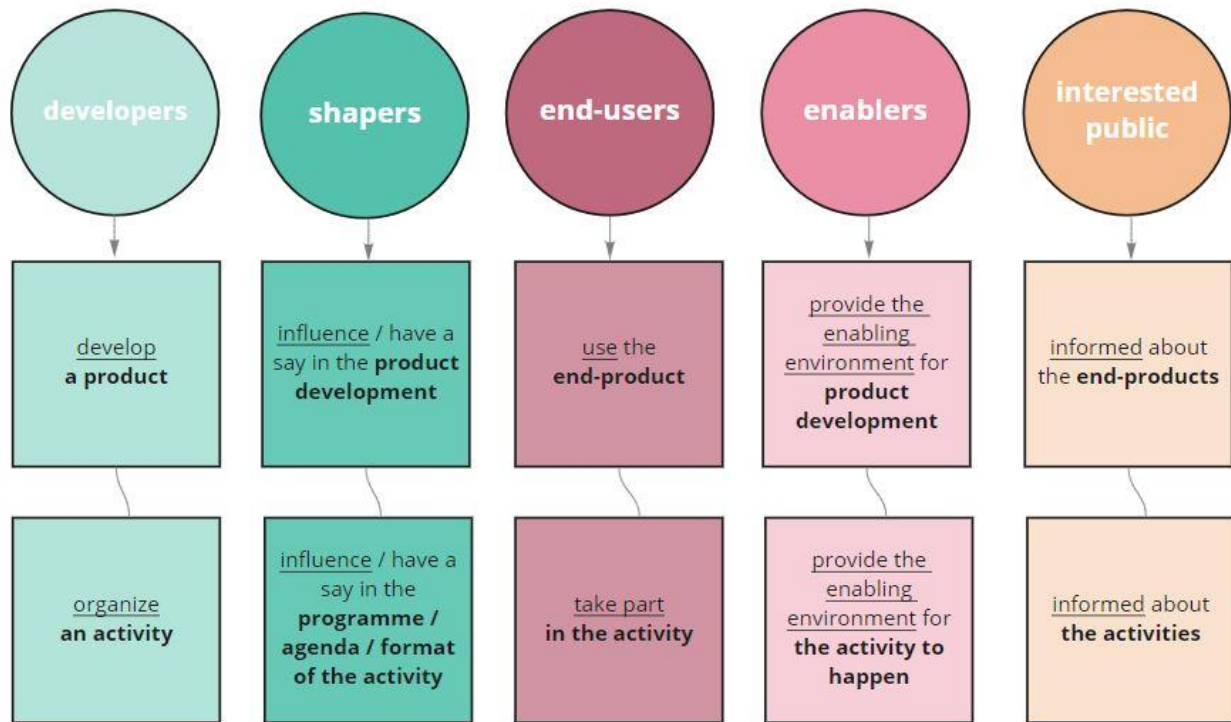 developers
shapers
end-users
enablers
interested
public
develop
a product
influence / have a
say in the product
development
use the
end-product
provide the
enabling
environment for
product
development
informed about
the end-products
organize
an activity
influence / have a
say in the
programme /
agenda / format
of the activity
take part
in the activity
provide the
enabling
environment for
the activity to
happen
informed about
the activities